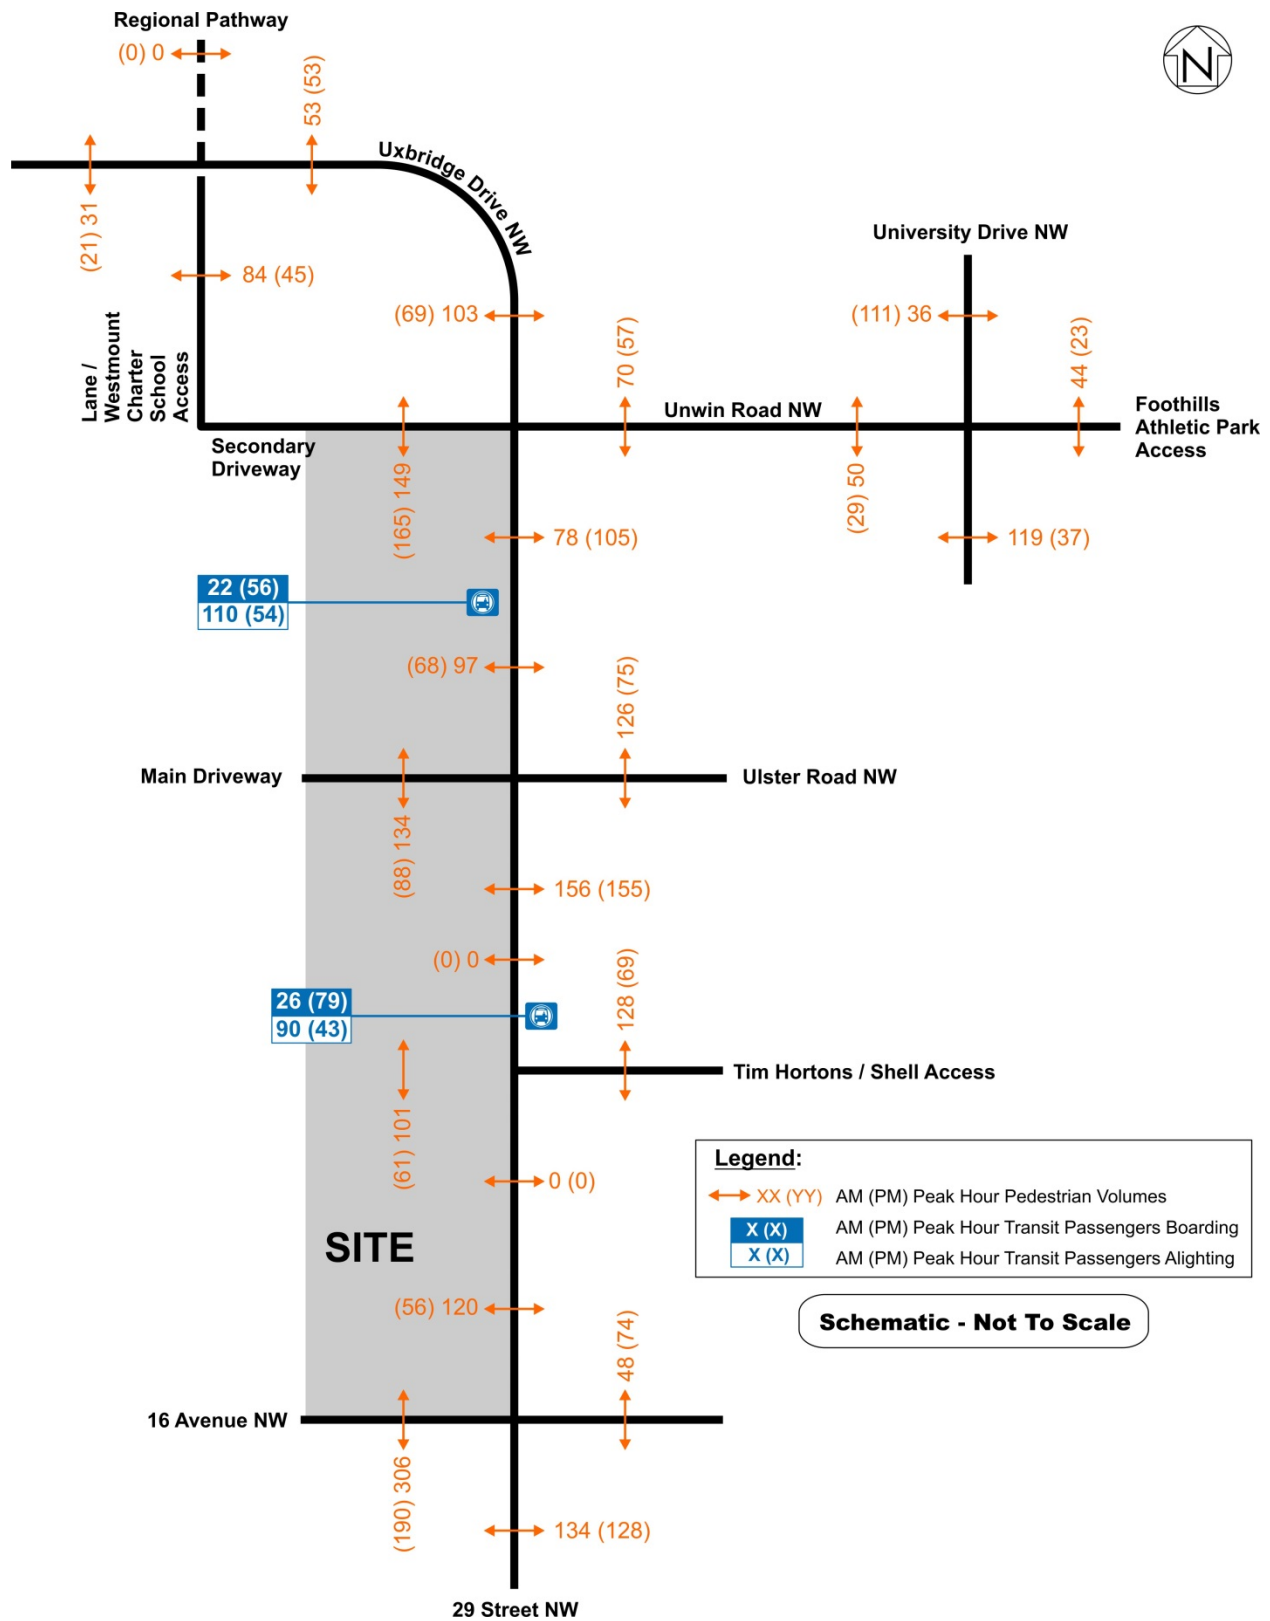 Regional Pathway
(0) 0
N
53 (53)
Uxbridge Drive NW
(21) 31
84 (45)
University Drive NW
(69) 103
(111) 36
70 (57)
44 (23)
Lane /
Westmount
Charter
School
Access
Unwin Road NW
Foothills
Athletic Park
Access
Secondary
Driveway
(165) 149
(29) 50
78 (105)
119 (37)
22 (56)
110 (54)
(68) 97
126 (75)
Main Driveway
Ulster Road NW
(88) 134
156 (155)
(0) 0
128 (69)
26 (79)
90 (43)
Tim Hortons / Shell Access
(61) 101
0 (0)
Legend:
XX (YY) AM (PM) Peak Hour Pedestrian Volumes
X (X) AM (PM) Peak Hour Transit Passengers Boarding
X (X) AM (PM) Peak Hour Transit Passengers Alighting
SITE
(56) 120
Schematic - Not To Scale
48 (74)
16 Avenue NW
(190) 306
134 (128)
29 Street NW